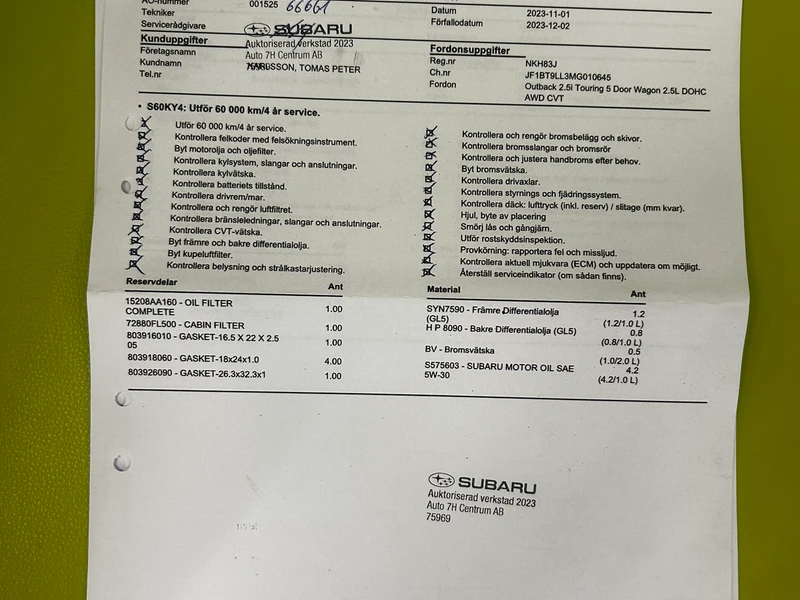 AO-nummer 001525 66661
Tekniker
Serviceådgivare
Datum 2023-11-01
Förfallodatum 2023-12-02
SUBARU
Auktoriserad verkstad 2023
Auto 7H Centrum AB
Kunduppgifter
Företagsnamn
Kundnamn TOMAS PETER
Tel.nr
Fordonsuppgifter
Reg.nr NKH83J
Ch.nr JF1BT9LL3MG010645
Fordon Outback 2.5i Touring 5 Door Wagon 2.5L DOHC
AWD CVT
• S60KY4: Utför 60 000 km/4 år service.
Utför 60 000 km/4 år service.
Kontrollera felkoder med felsökningsinstrument.
Byt motorolja och oljefilter.
Kontrollera kylsystem, slangar och anslutningar.
Kontrollera kylvätska.
Kontrollera batteriets tillstånd.
Kontrollera drivrem/mar.
Kontrollera och rengör luftfiltret.
Kontrollera bränsleledningar, slangar och anslutningar.
Kontrollera CVT-vätska.
Byt främre och bakre differentialolja.
Byt kupeluftfilter.
Kontrollera belysning och strålkastarjustering.
Kontrollera och rengör bromsbelägg och skivor.
Kontrollera bromsslangar och bromsrör
Kontrollera och justera handbroms efter behov.
Byt bromsvätska.
Kontrollera drivaxlar.
Kontrollera styrnings och fjädringssystem.
Kontrollera däck: lufttryck (inkl. reserv) / slitage (mm kvar).
Hjul, byte av placering
Smörj lås och gångjärn.
Utför rostskyddsinspektion.
Provkörning: rapportera fel och missljud.
Kontrollera aktuell mjukvara (ECM) och uppdatera om möjligt.
Återställ serviceindikator (om sådan finns).
Reservdelar Ant
15208AA160 - OIL FILTER 1.00
COMPLETE
72880FL500 - CABIN FILTER 1.00
803916010 - GASKET-16.5 X 22 X 2.5 1.00
05
803918060 - GASKET-18x24x1.0 4.00
803926090 - GASKET-26.3x32.3x1 1.00
Material Ant
SYN7590 - Främre Differentialolja 1.2
(GL5) (1.2/1.0 L)
H P 8090 - Bakre Differentialolja (GL5) 0.8
(0.8/1.0 L)
BV - Bromsvätska 0.5
(1.0/2.0 L)
S575603 - SUBARU MOTOR OIL SAE 4.2
5W-30 (4.2/1.0 L)
SUBARU
Auktoriserad verkstad 2023
Auto 7H Centrum AB
75969